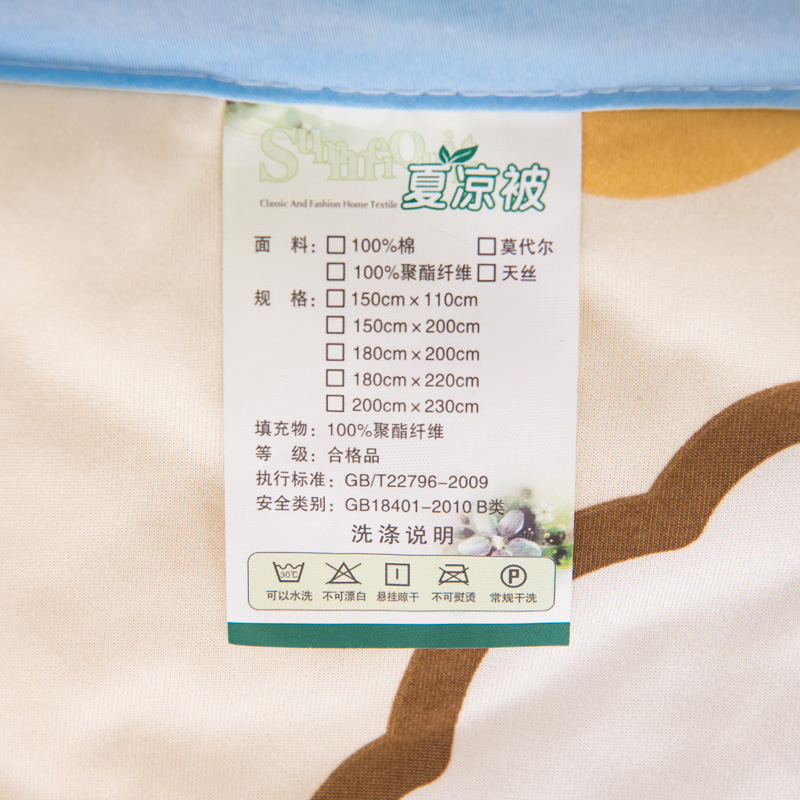 夏凉被
Classic And Fashion Home Textile
面 料: □ 100%棉 □ 莫代尔
□ 100%聚酯纤维 □ 天丝
规 格: □ 150cm×110cm
□ 150cm×200cm
□ 180cm×200cm
□ 180cm×220cm
□ 200cm×230cm
填充物: 100%聚酯纤维
等 级: 合格品
执行标准: GB/T22796-2009
安全类别: GB18401-2010 B类
洗涤说明
30℃ P
可以水洗 不可漂白 悬挂晾干 不可熨烫 常规干洗